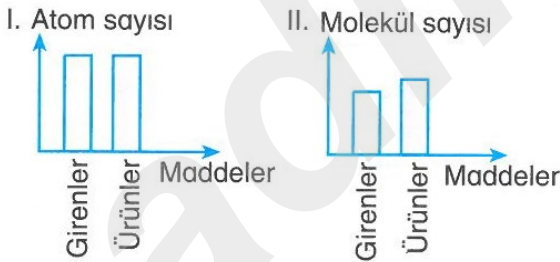 I. Atom sayısı
Girenler
Ürünler
Maddeler
II. Molekül sayısı
Girenler
Ürünler
Maddeler